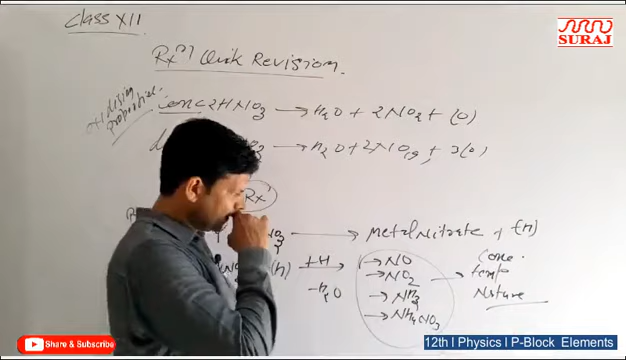 Class XII
SURAJ
Rxn Quik Revision.
oxidising properties.
conc 2HNO3 → H2O + 2NO2 + (O)
→ H2O + 2NO(g) + 3(O)
Rxn
→ Metal Nitrate + (H)
(H) +H → NO
-H2O → NO2 → Conc.
→ NH3 temp
→ NH4NO3 Nature
Share & Subscribe
12th I Physics I P-Block Elements